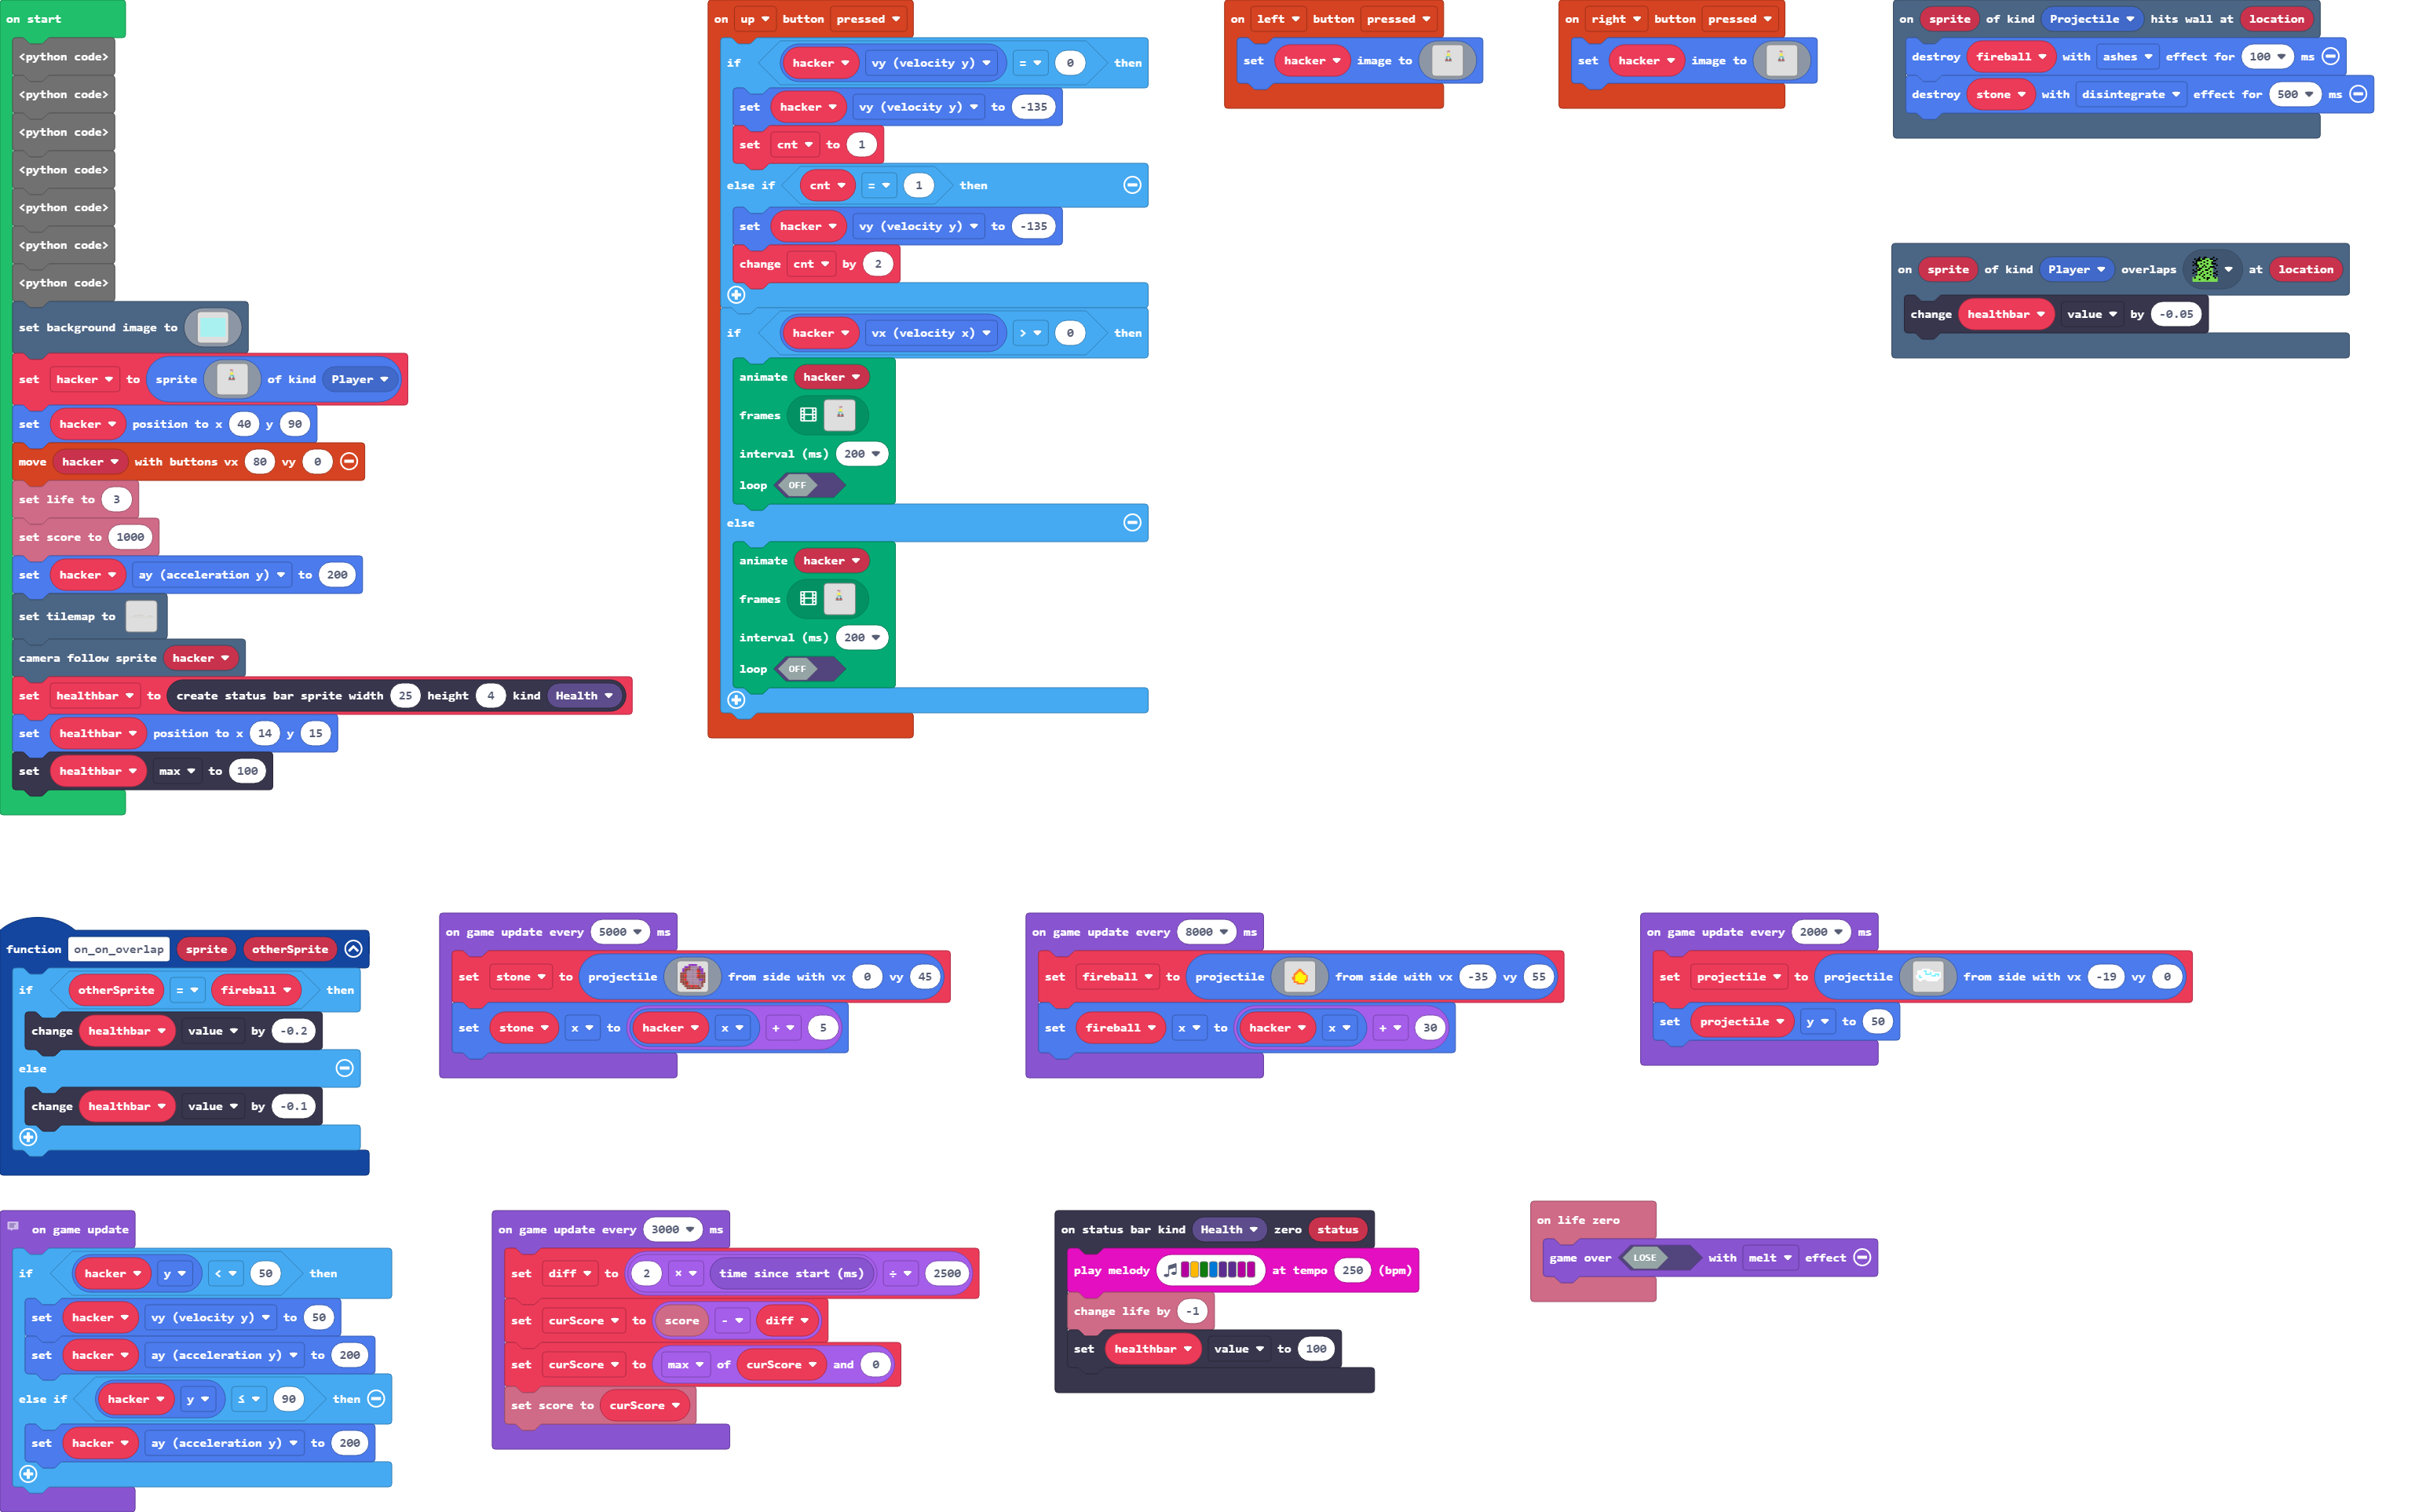 on start
<python code>
<python code>
<python code>
<python code>
<python code>
<python code>
<python code>
set background image to
set hacker to sprite of kind Player
set hacker position to x 40 y 90
move hacker with buttons vx 80 vy 0
set life to 3
set score to 1000
set hacker ay (acceleration y) to 200
set tilemap to
camera follow sprite hacker
set healthbar to create status bar sprite width 25 height 4 kind Health
set healthbar position to x 14 y 15
set healthbar max to 100
on up button pressed
if hacker vy (velocity y) = 0 then
set hacker vy (velocity y) to -135
set cnt to 1
else if cnt = 1 then
set hacker vy (velocity y) to -135
change cnt by 2
if hacker vx (velocity x) > 0 then
animate hacker
frames
interval (ms) 200
loop OFF
else
animate hacker
frames
interval (ms) 200
loop OFF
on left button pressed
set hacker image to
on right button pressed
set hacker image to
on sprite of kind Projectile hits wall at location
destroy fireball with ashes effect for 100 ms
destroy stone with disintegrate effect for 500 ms
on sprite of kind Player overlaps at location
change healthbar value by -0.05
function on_on_overlap sprite otherSprite
if otherSprite = fireball then
change healthbar value by -0.2
else
change healthbar value by -0.1
on game update every 5000 ms
set stone to projectile from side with vx 0 vy 45
set stone x to hacker x + 5
on game update every 8000 ms
set fireball to projectile from side with vx -35 vy 55
set fireball x to hacker x + 30
on game update every 2000 ms
set projectile to projectile from side with vx -19 vy 0
set projectile y to 50
on game update
if hacker y < 50 then
set hacker vy (velocity y) to 50
set hacker ay (acceleration y) to 200
else if hacker y ≤ 90 then
set hacker ay (acceleration y) to 200
on game update every 3000 ms
set diff to 2 × time since start (ms) ÷ 2500
set curScore to score - diff
set curScore to max of curScore and 0
set score to curScore
on status bar kind Health zero status
play melody at tempo 250 (bpm)
change life by -1
set healthbar value to 100
on life zero
game over LOSE with melt effect